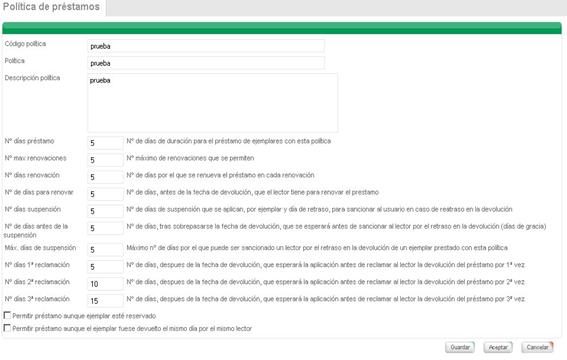 Política de préstamos
Código política prueba
Política prueba
Descripción política prueba
Nº días préstamo 5 Nº de días de duración para el préstamo de ejemplares con esta política
Nº max renovaciones 5 Nº máximo de renovaciones que se permiten
Nº días renovación 5 Nº de días por el que se renueva el préstamo en cada renovación
Nº de días para renovar 5 Nº de días, antes de la fecha de devolución, que el lector tiene para renovar el prestamo
Nº días suspensión 5 Nº de días de suspensión que se aplican, por ejemplar y día de retraso, para sancionar al usuario en caso de reatraso en la devolución
Nº de días antes de la suspensión 5 Nº de días, tras sobrepasarse la fecha de devolución, que se esperará antes de sancionar al lector por el retraso en la devolución (días de gracia)
Máx. días de suspensión 5 Máximo nº de días por el que puede ser sancionado un lector por el retraso en la devolución de un ejemplar prestado con esta política
Nº días 1ª reclamación 5 Nº de días, despues de la fecha de devolución, que esperará la aplicación antes de reclamar al lector la devolución del préstamo por 1ª vez
Nº días 2ª reclamación 10 Nº de días, despues de la fecha de devolución, que esperará la aplicación antes de reclamar al lector la devolución del préstamo por 2ª vez
Nº días 3ª reclamación 15 Nº de días, despues de la fecha de devolución, que esperará la aplicación antes de reclamar al lector la devolución del préstamo por 3ª vez
Permitir préstamo aunque ejemplar esté reservado
Permitir préstamo aunque el ejemplar fuese devuelto el mismo día por el mismo lector
Guardar Aceptar Cancelar